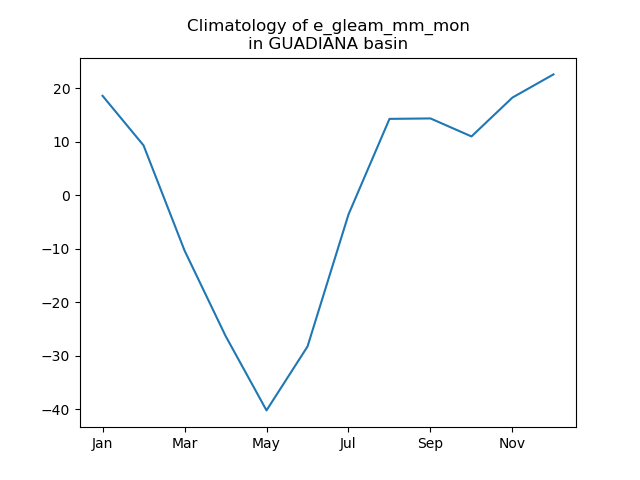 Climatology of e_gleam_mm_mon
in GUADIANA basin
20
10
0
−10
−20
−30
−40
Jan
Mar
May
Jul
Sep
Nov